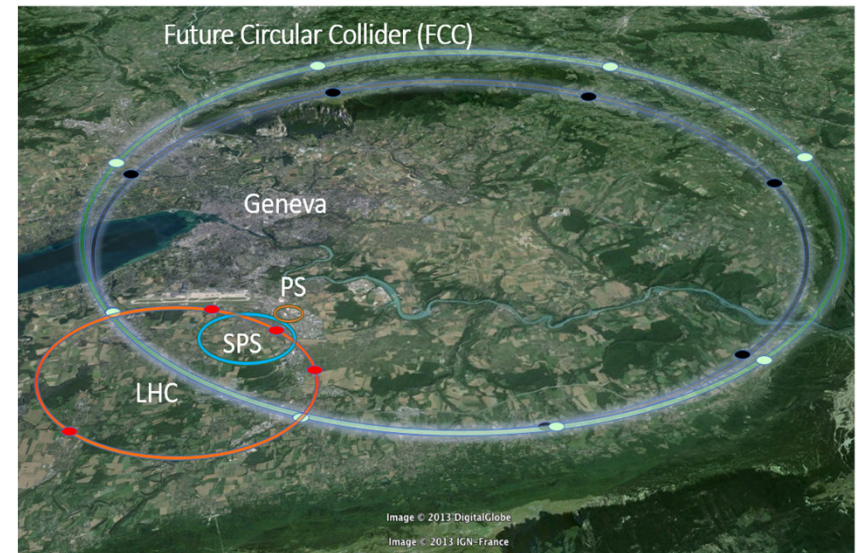 Future Circular Collider (FCC)
Geneva
PS
SPS
LHC
Image © 2013 DigitalGlobe
Image © 2013 IGN-France